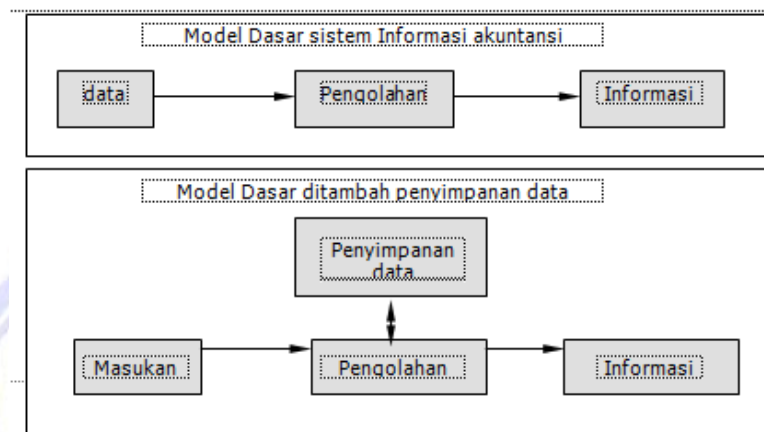 Model Dasar sistem Informasi akuntansi
data
Pengolahan
Informasi
Model Dasar ditambah penyimpanan data
Penyimpanan
data
Masukan
Pengolahan
Informasi